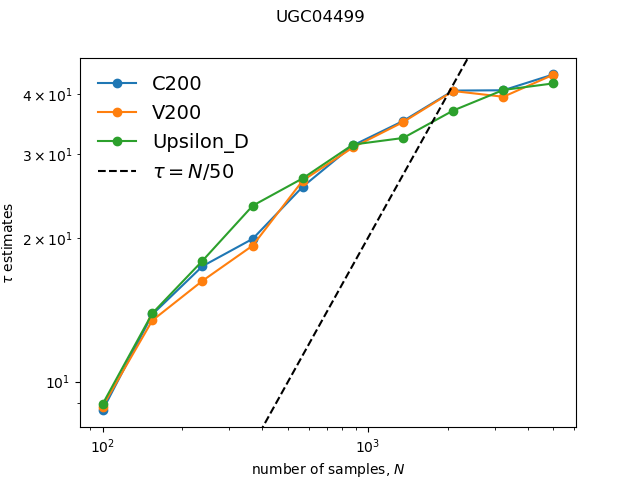 UGC04499
C200
V200
Upsilon_D
τ = N/50
4 × 10¹
3 × 10¹
2 × 10¹
10¹
τ estimates
10² 10³
number of samples, N